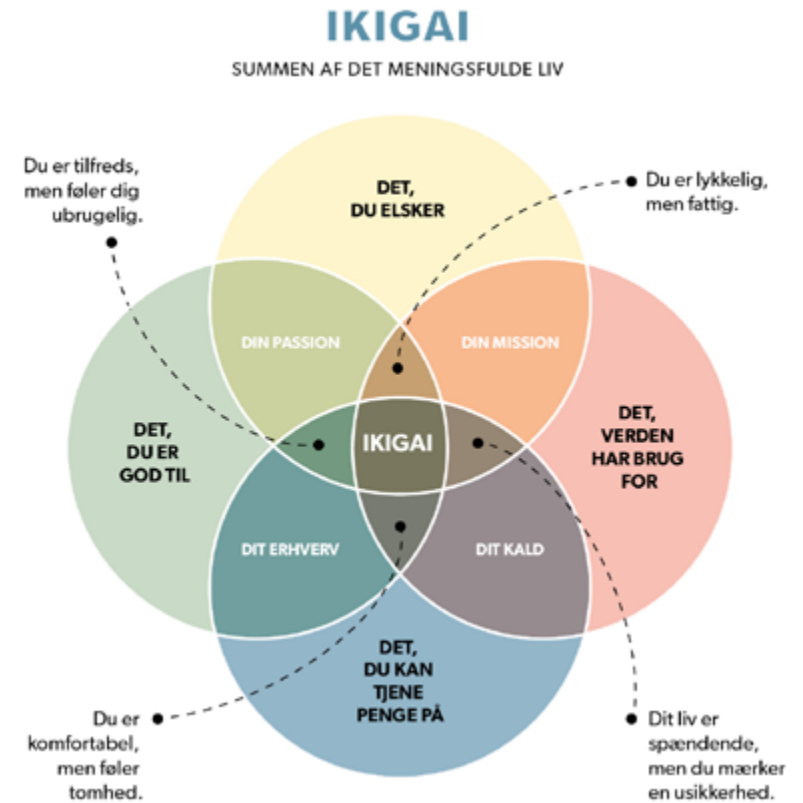 IKIGAI
SUMMEN AF DET MENINGSFULDE LIV
Du er tilfreds,
men føler dig
ubrugelig.
DET,
DU ELSKER
Du er lykkelig,
men fattig.
DIN PASSION
DIN MISSION
DET,
DU ER
GOD TIL
IKIGAI
DET,
VERDEN
HAR BRUG
FOR
DIT ERHVERV
DIT KALD
DET,
DU KAN
TJENE
PENGE PÅ
Du er
komfortabel,
men føler
tomhed.
Dit liv er
spændende,
men du mærker
en usikkerhed.